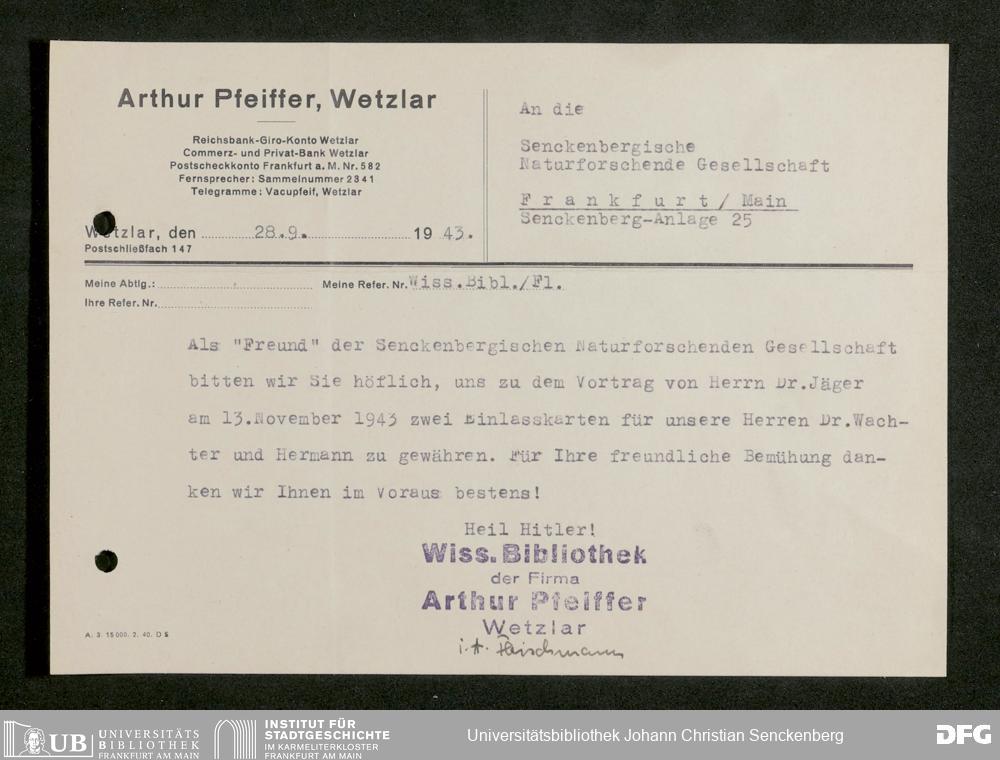 Arthur Pfeiffer, Wetzlar
Reichsbank-Giro-Konto Wetzlar
Commerz- und Privat-Bank Wetzlar
Postscheckkonto Frankfurt a. M. Nr. 582
Fernsprecher: Sammelnummer 2341
Telegramme: Vacupfeif, Wetzlar
Wetzlar, den 28.9. 1943.
Postschließfach 147
An die
Senckenbergische
Naturforschende Gesellschaft
F r a n k f u r t / Main
Senckenberg-Anlage 25
Meine Abtlg.:
Meine Refer. Nr. Wiss.Bibl./Fl.
Ihre Refer. Nr.
Als "Freund" der Senckenbergischen Naturforschenden Gesellschaft
bitten wir Sie höflich, uns zu dem Vortrag von Herrn Dr.Jäger
am 13.November 1943 zwei Einlasskarten für unsere Herren Dr.Wach-
ter und Hermann zu gewähren. Für Ihre freundliche Bemühung dan-
ken wir Ihnen im Voraus bestens!
Heil Hitler!
Wiss. Bibliothek
der Firma
Arthur Pfeiffer
Wetzlar
i. A. Fleischmann
A. 3. 15000. 2. 40. D S
UB UNIVERSITÄTS
BIBLIOTHEK
FRANKFURT AM MAIN
INSTITUT FÜR
STADTGESCHICHTE
IM KARMELITERKLOSTER
FRANKFURT AM MAIN
Universitätsbibliothek Johann Christian Senckenberg
DFG